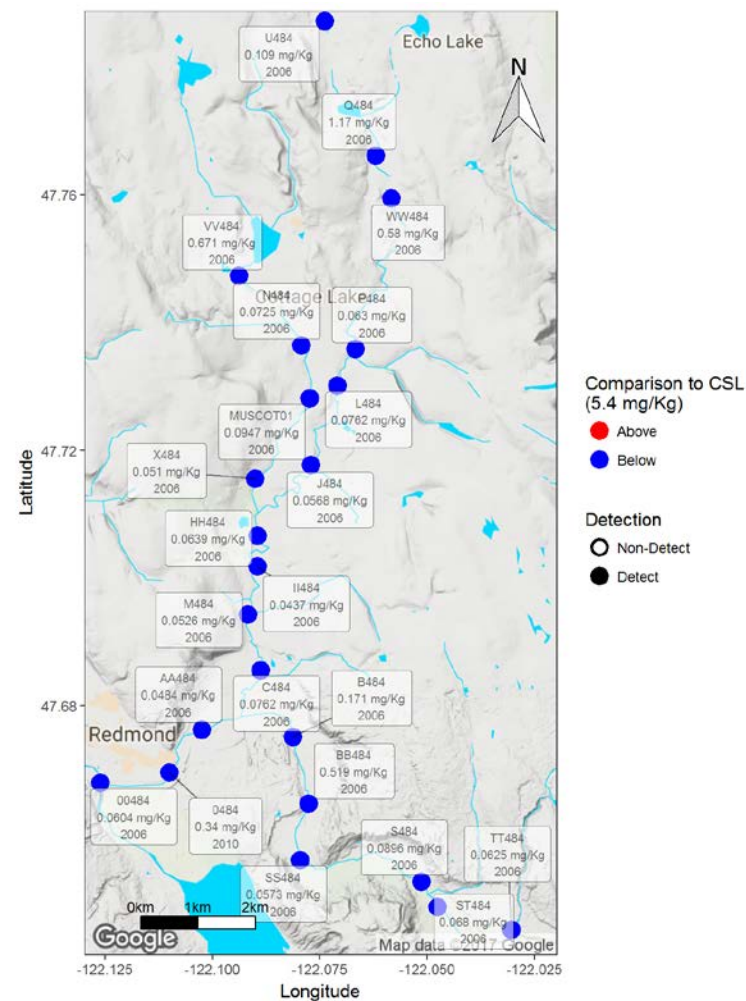 U484
0.109 mg/Kg
2006
Echo Lake
N
Q484
1.17 mg/Kg
2006
47.76
WW484
0.58 mg/Kg
2006
VV484
0.671 mg/Kg
2006
Cottage Lake
N484
0.0725 mg/Kg
2006
P484
0.063 mg/Kg
2006
L484
0.0762 mg/Kg
2006
MUSCOT01
0.0947 mg/Kg
2006
47.72
X484
0.051 mg/Kg
2006
J484
0.0568 mg/Kg
2006
HH484
0.0639 mg/Kg
2006
II484
0.0437 mg/Kg
2006
M484
0.0526 mg/Kg
2006
47.68
AA484
0.0484 mg/Kg
2006
C484
0.0762 mg/Kg
2006
B484
0.171 mg/Kg
2006
Redmond
BB484
0.519 mg/Kg
2006
00484
0.0604 mg/Kg
2006
0484
0.34 mg/Kg
2010
S484
0.0896 mg/Kg
2006
TT484
0.0625 mg/Kg
2006
SS484
0.0573 mg/Kg
2006
ST484
0.068 mg/Kg
2006
0km 1km 2km
Google
Map data ©2017 Google
-122.125 -122.100 -122.075 -122.050 -122.025
Longitude
Latitude
Comparison to CSL
(5.4 mg/Kg)
Above
Below
Detection
Non-Detect
Detect